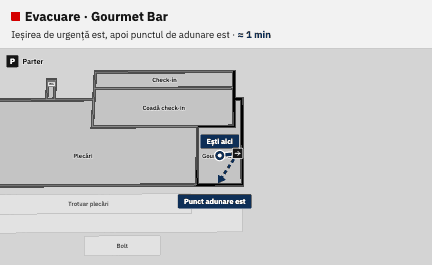 Evacuare · Gourmet Bar
Ieșirea de urgență est, apoi punctul de adunare est · ≈ 1 min
P Parter
Check-in
Coadă check-in
Ești aici
Plecări
Gou
Punct adunare est
Trotuar plecări
Bolt